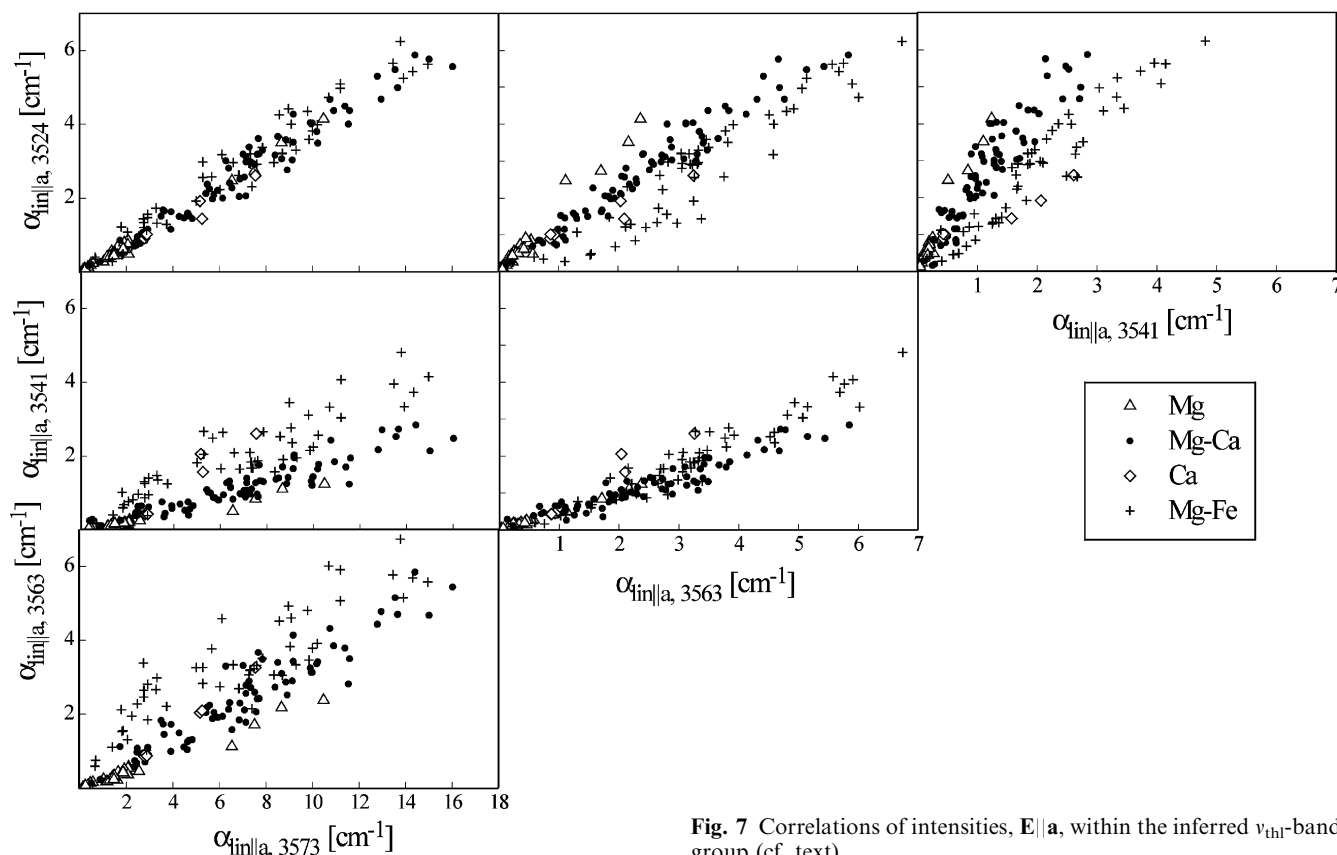 6
4
2
α_lin||a, 3524 [cm⁻¹]
1 2 3 4 5 6 7
α_lin||a, 3541 [cm⁻¹]
6
4
2
α_lin||a, 3541 [cm⁻¹]
Mg
Mg-Ca
Ca
Mg-Fe
1 2 3 4 5 6 7
α_lin||a, 3563 [cm⁻¹]
6
4
2
α_lin||a, 3563 [cm⁻¹]
2 4 6 8 10 12 14 16 18
α_lin||a, 3573 [cm⁻¹]
Fig. 7 Correlations of intensities, E||a, within the inferred ν_thl-band
group (cf. text)